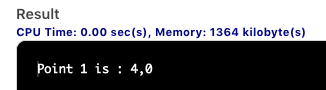 Result
CPU Time: 0.00 sec(s), Memory: 1364 kilobyte(s)
Point 1 is : 4,0